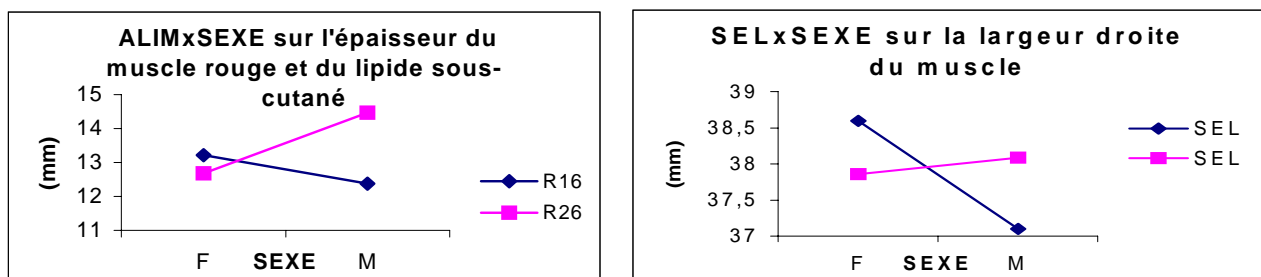 ALIMxSEXE sur l'épaisseur du
muscle rouge et du lipide sous-
cutané
15
14
13
12
11
(mm)
F SEXE M
R16
R26
SELxSEXE sur la largeur droite
du muscle
39
38,5
38
37,5
37
(mm)
F SEXE M
SEL
SEL